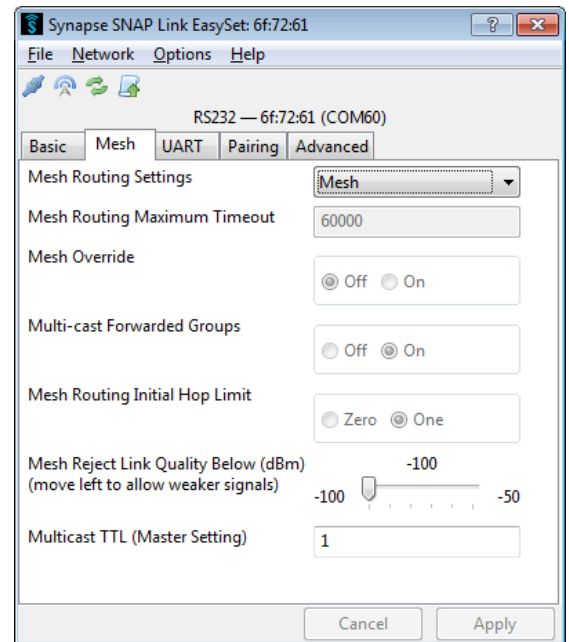 Synapse SNAP Link EasySet: 6f:72:61
File Network Options Help
RS232 — 6f:72:61 (COM60)
Basic Mesh UART Pairing Advanced
Mesh Routing Settings Mesh
Mesh Routing Maximum Timeout 60000
Mesh Override
Off On
Multi-cast Forwarded Groups
Off On
Mesh Routing Initial Hop Limit
Zero One
Mesh Reject Link Quality Below (dBm) -100
(move left to allow weaker signals) -100 -50
Multicast TTL (Master Setting) 1
Cancel Apply